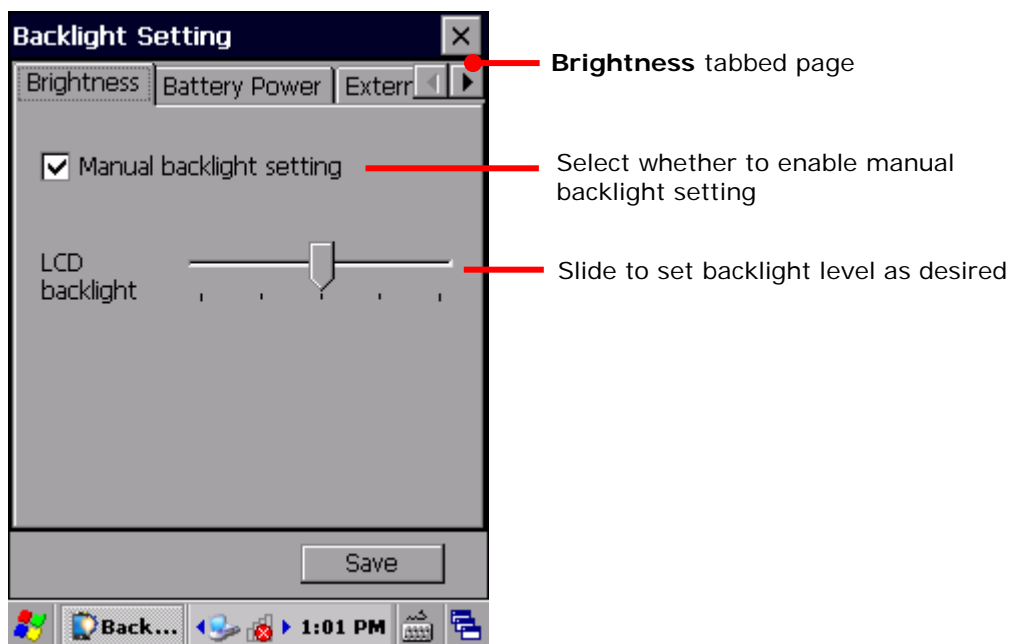 Backlight Setting
Brightness Battery Power Extern
Brightness tabbed page
Manual backlight setting
Select whether to enable manual
backlight setting
LCD
backlight
Slide to set backlight level as desired
Save
Back... 1:01 PM